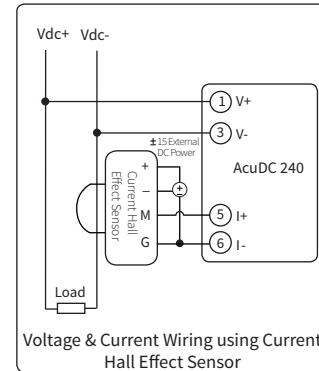 Vdc+ Vdc-
1 V+
3 V-
±15 External
DC Power
AcuDC 240
+
−
M
G
±
Current Hall
Effect Sensor
5 I+
6 I-
Load
Voltage & Current Wiring using Current
Hall Effect Sensor